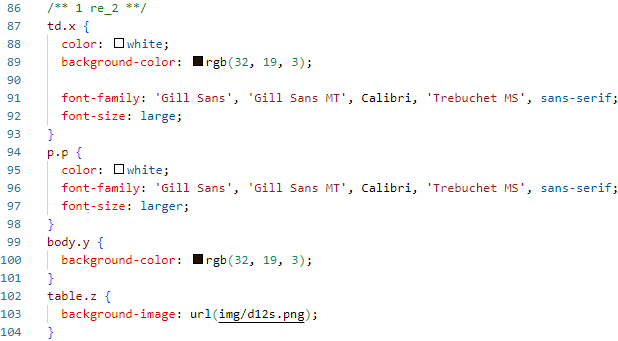 86 /** 1 re_2 **/
87 td.x {
88 color: white;
89 background-color: rgb(32, 19, 3);
90
91 font-family: 'Gill Sans', 'Gill Sans MT', Calibri, 'Trebuchet MS', sans-serif;
92 font-size: large;
93 }
94 p.p {
95 color: white;
96 font-family: 'Gill Sans', 'Gill Sans MT', Calibri, 'Trebuchet MS', sans-serif;
97 font-size: larger;
98 }
99 body.y {
100 background-color: rgb(32, 19, 3);
101 }
102 table.z {
103 background-image: url(img/d12s.png);
104 }